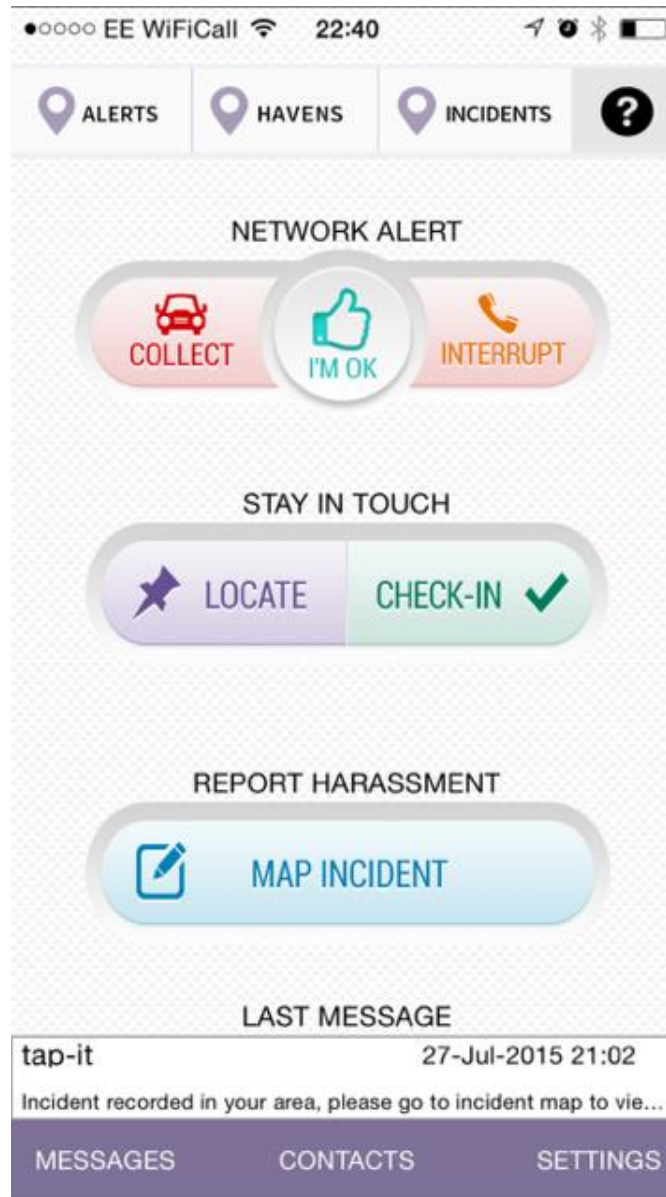 EE WiFiCall 22:40
ALERTS HAVENS INCIDENTS ?
NETWORK ALERT
COLLECT I'M OK INTERRUPT
STAY IN TOUCH
LOCATE CHECK-IN
REPORT HARASSMENT
MAP INCIDENT
LAST MESSAGE
tap-it 27-Jul-2015 21:02
Incident recorded in your area, please go to incident map to vie...
MESSAGES CONTACTS SETTINGS